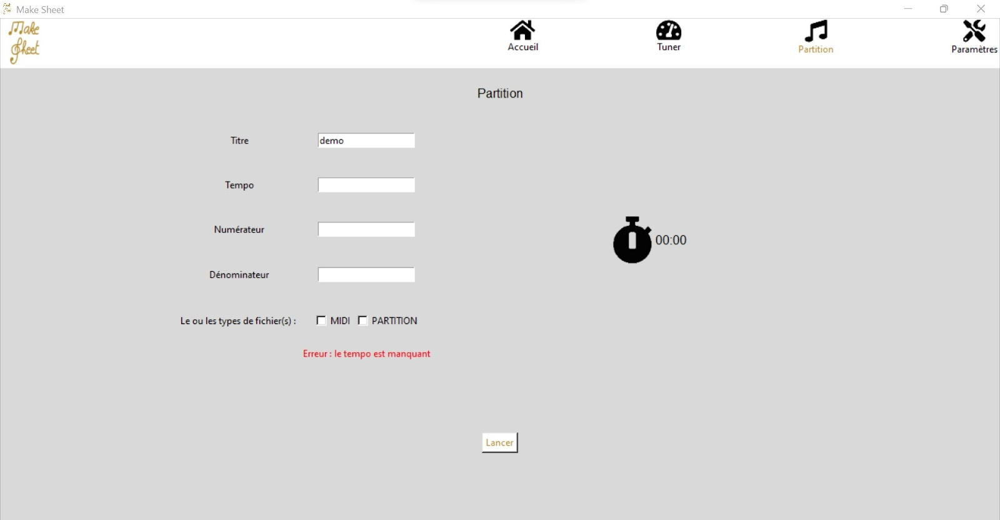 Make Sheet
Make
Sheet
Accueil
Tuner
Partition
Paramètres
Partition
Titre
demo
Tempo
Numérateur
00:00
Dénominateur
Le ou les types de fichier(s) :
MIDI
PARTITION
Erreur : le tempo est manquant
Lancer